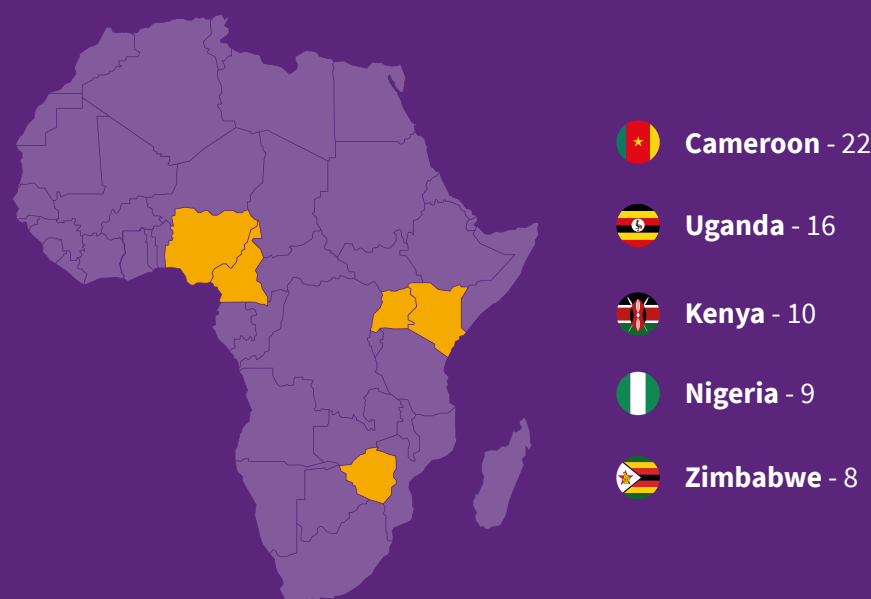 Cameroon - 22
Uganda - 16
Kenya - 10
Nigeria - 9
Zimbabwe - 8